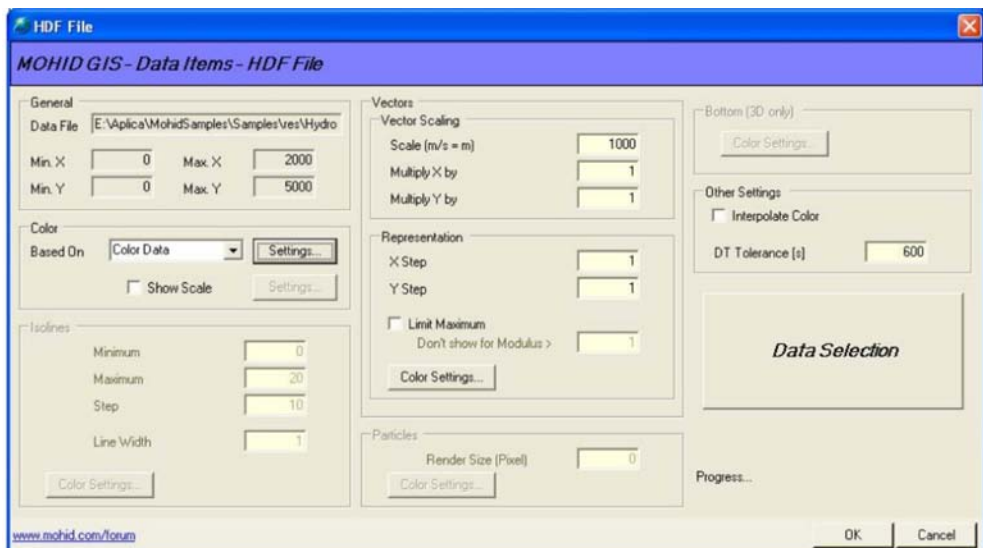 HDF File
MOHID GIS - Data Items - HDF File
General
Data File E:\Aplica\MohidSamples\Samples\res\Hydro
Min. X 0 Max. X 2000
Min. Y 0 Max. Y 5000
Color
Based On Color Data Settings...
Show Scale Settings...
Isolines
Minimum 0
Maximum 20
Step 10
Line Width 1
Color Settings...
Vectors
Vector Scaling
Scale (m/s = m) 1000
Multiply X by 1
Multiply Y by 1
Representation
X Step 1
Y Step 1
Limit Maximum
Don't show for Modulus > 1
Color Settings...
Particles
Render Size (Pixel) 0
Color Settings...
Bottom (3D only)
Color Settings...
Other Settings
Interpolate Color
DT Tolerance [s] 600
Data Selection
Progress...
www.mohid.com/forum
OK Cancel